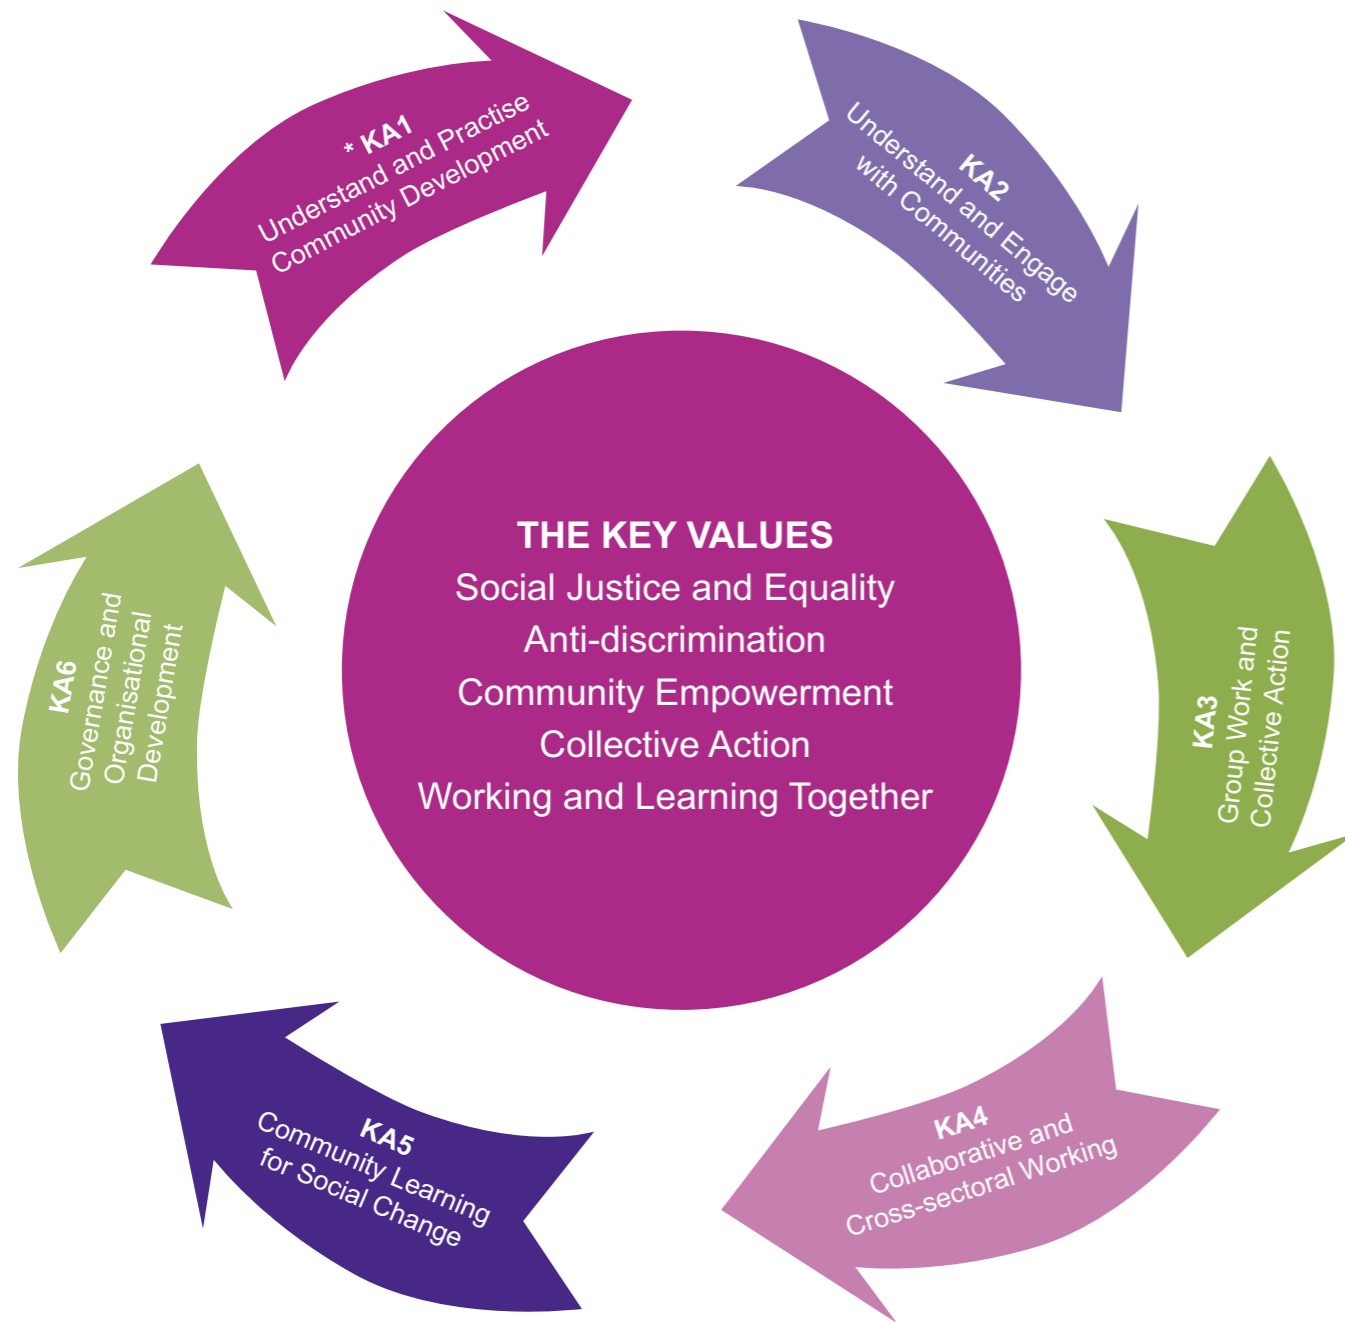 * KA1
Understand and Practise
Community Development
KA2
Understand and Engage
with Communities
KA3
Group Work and
Collective Action
KA4
Collaborative and
Cross-sectoral Working
KA5
Community Learning
for Social Change
KA6
Governance and
Organisational
Development
THE KEY VALUES
Social Justice and Equality
Anti-discrimination
Community Empowerment
Collective Action
Working and Learning Together